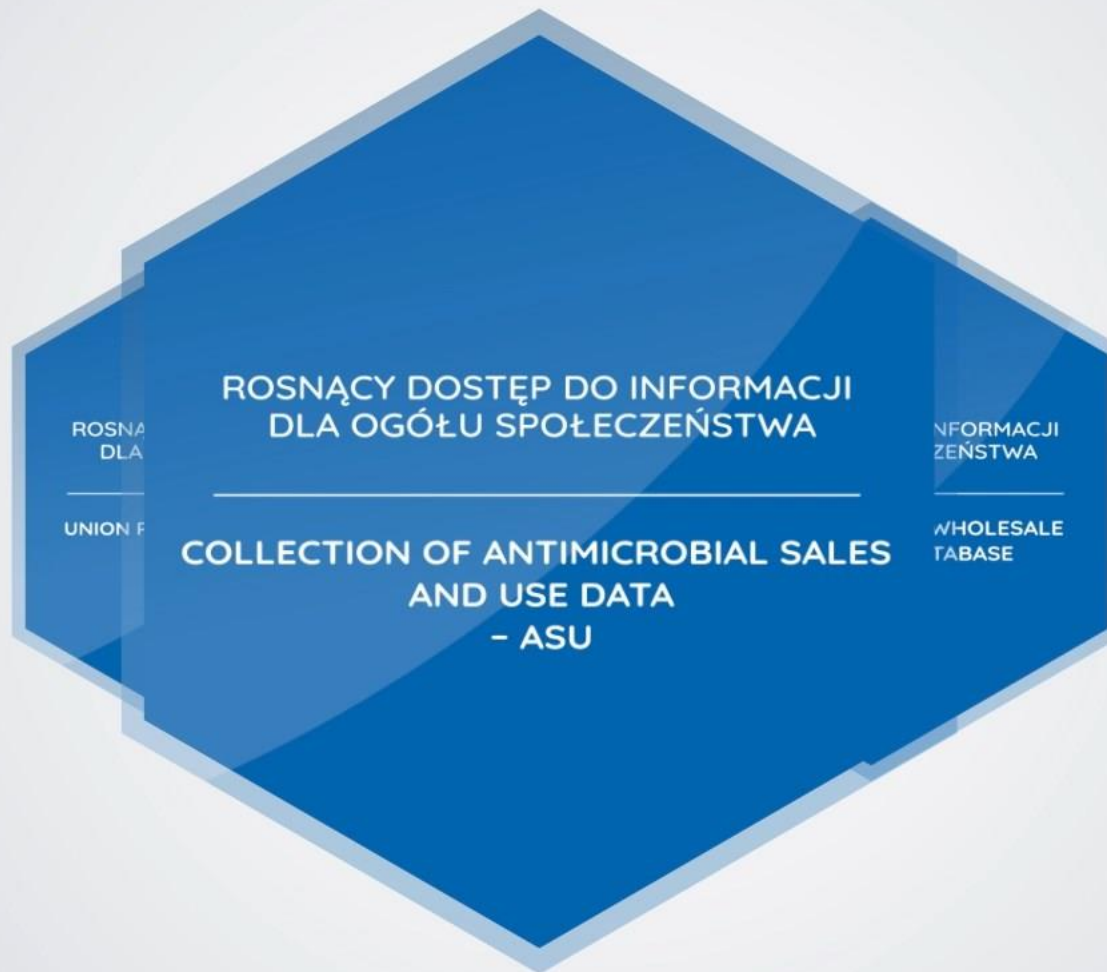 ROSNĄCY DOSTĘP DO INFORMACJI
DLA OGÓŁU SPOŁECZEŃSTWA
COLLECTION OF ANTIMICROBIAL SALES
AND USE DATA
– ASU
DLA
UNION
NFORMACJI
ZEŃSTWA
WHOLESALE
TABASE